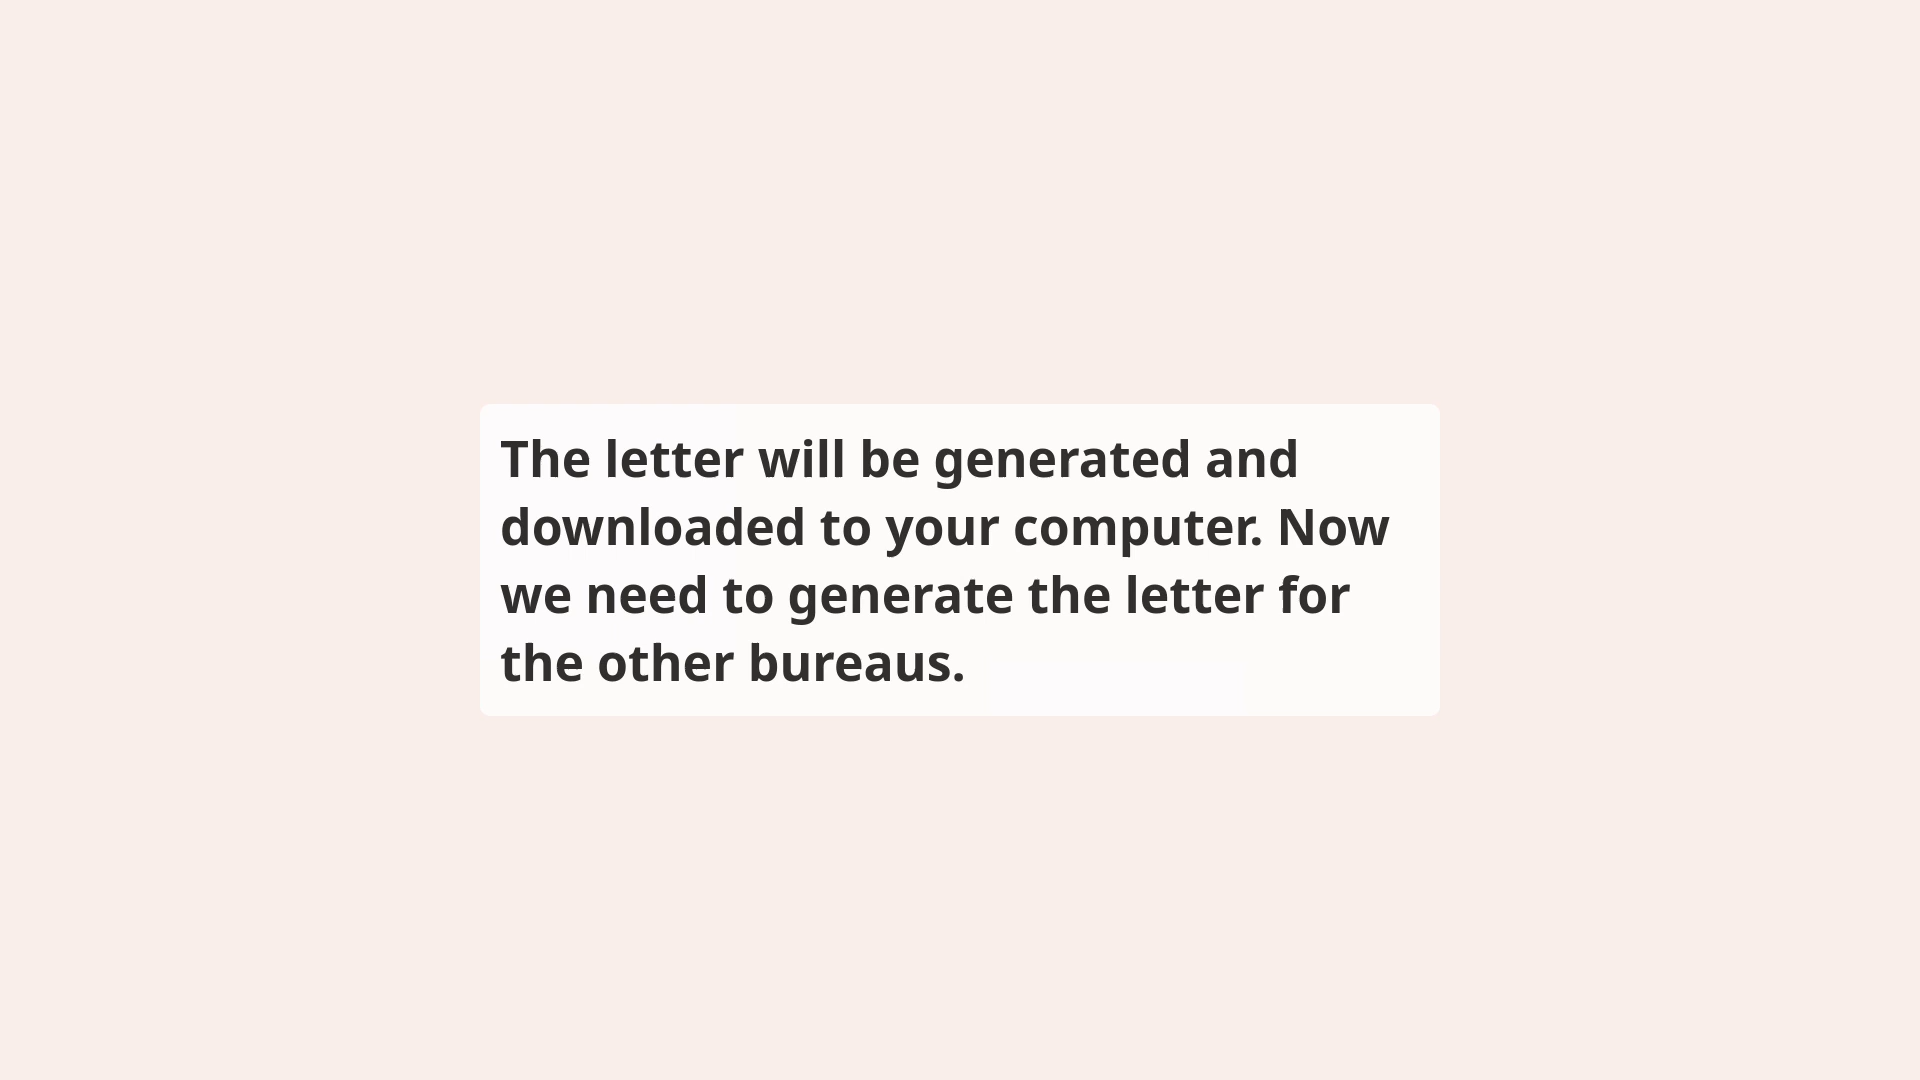 The letter will be generated and
downloaded to your computer. Now
we need to generate the letter for
the other bureaus.